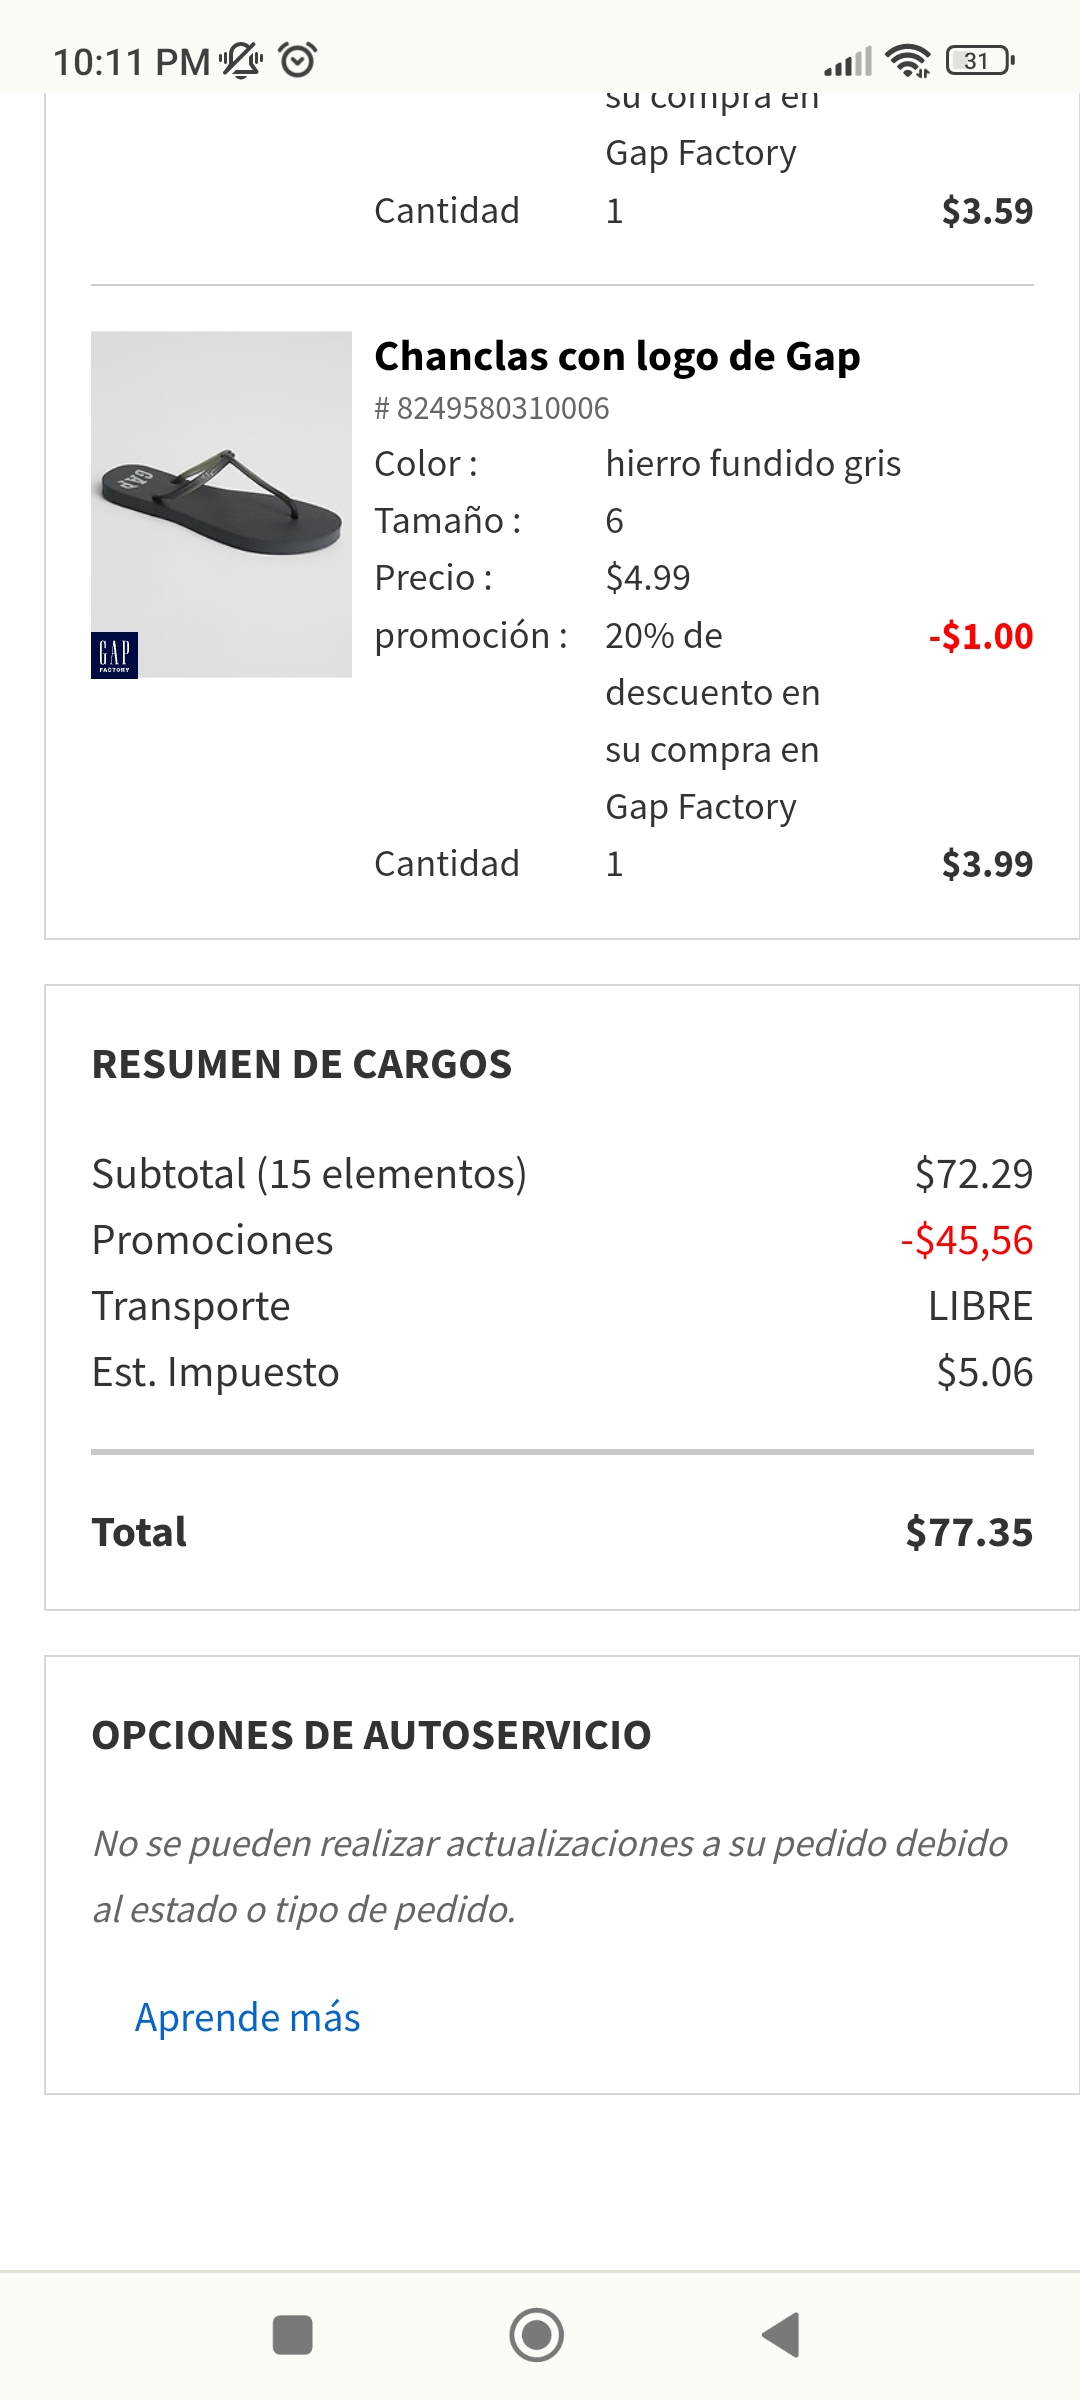 10:11 PM
31
su compra en
Gap Factory
Cantidad 1 $3.59
Chanclas con logo de Gap
# 8249580310006
Color : hierro fundido gris
Tamaño : 6
Precio : $4.99
promoción : 20% de -$1.00
descuento en
su compra en
Gap Factory
Cantidad 1 $3.99
GAP
GAP
FACTORY
RESUMEN DE CARGOS
Subtotal (15 elementos) $72.29
Promociones -$45,56
Transporte LIBRE
Est. Impuesto $5.06
Total $77.35
OPCIONES DE AUTOSERVICIO
No se pueden realizar actualizaciones a su pedido debido
al estado o tipo de pedido.
Aprende más